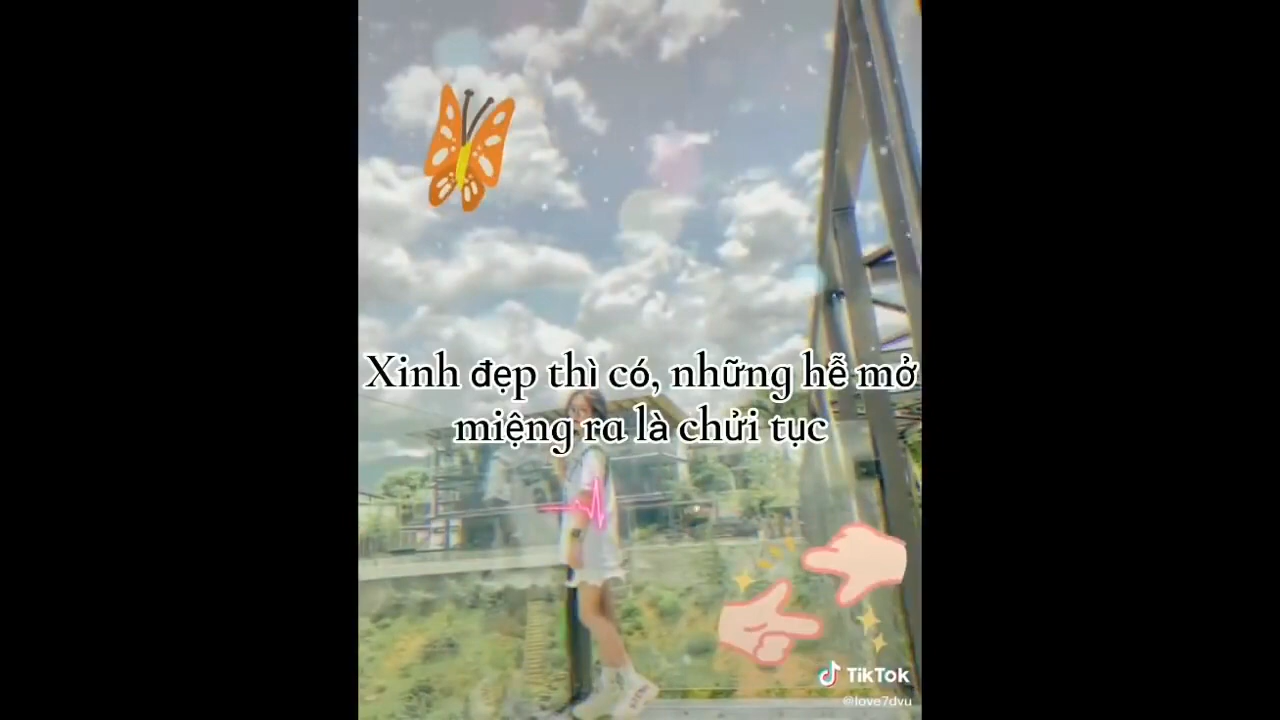 Xinh đẹp thì có, những hễ mở
miệng ra là chửi tục
TikTok
@love7dvu